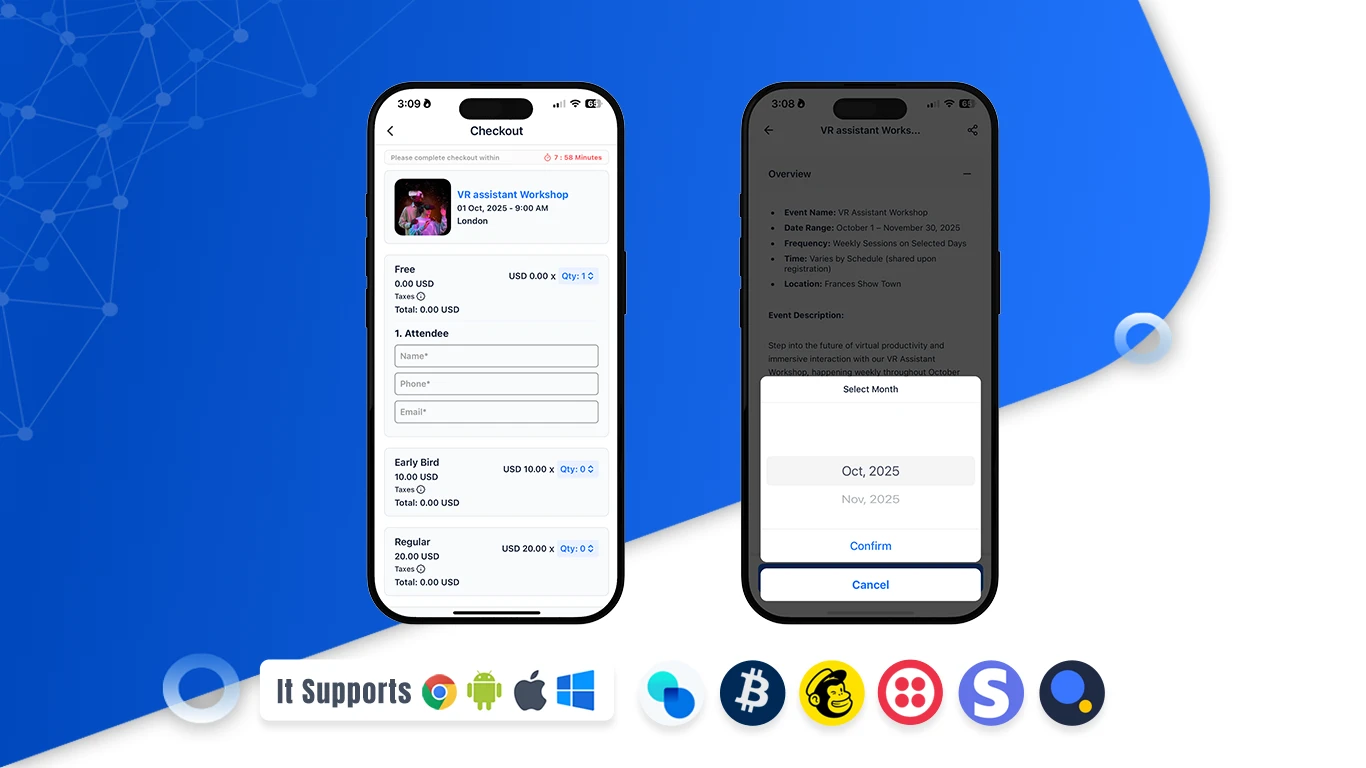 3:09
65
Checkout
Please complete checkout within
7 : 58 Minutes
VR assistant Workshop
01 Oct, 2025 - 9:00 AM
London
Free
0.00 USD
Taxes
Total: 0.00 USD
USD 0.00 x Qty: 1
1. Attendee
Name*
Phone*
Email*
Early Bird
10.00 USD
Taxes
Total: 0.00 USD
USD 10.00 x Qty: 0
Regular
20.00 USD
Taxes
Total: 0.00 USD
USD 20.00 x Qty: 0
3:08
VR assistant Works...
Overview
• Event Name: VR Assistant Workshop
• Date Range: October 1 – November 30, 2025
• Frequency: Weekly Sessions on Selected Days
• Time: Varies by Schedule (shared upon
registration)
• Location: Frances Show Town
Event Description:
Step into the future of virtual productivity and
immersive interaction with our VR Assistant
Workshop, happening weekly throughout October
Select Month
Oct, 2025
Nov, 2025
Confirm
Cancel
It Supports